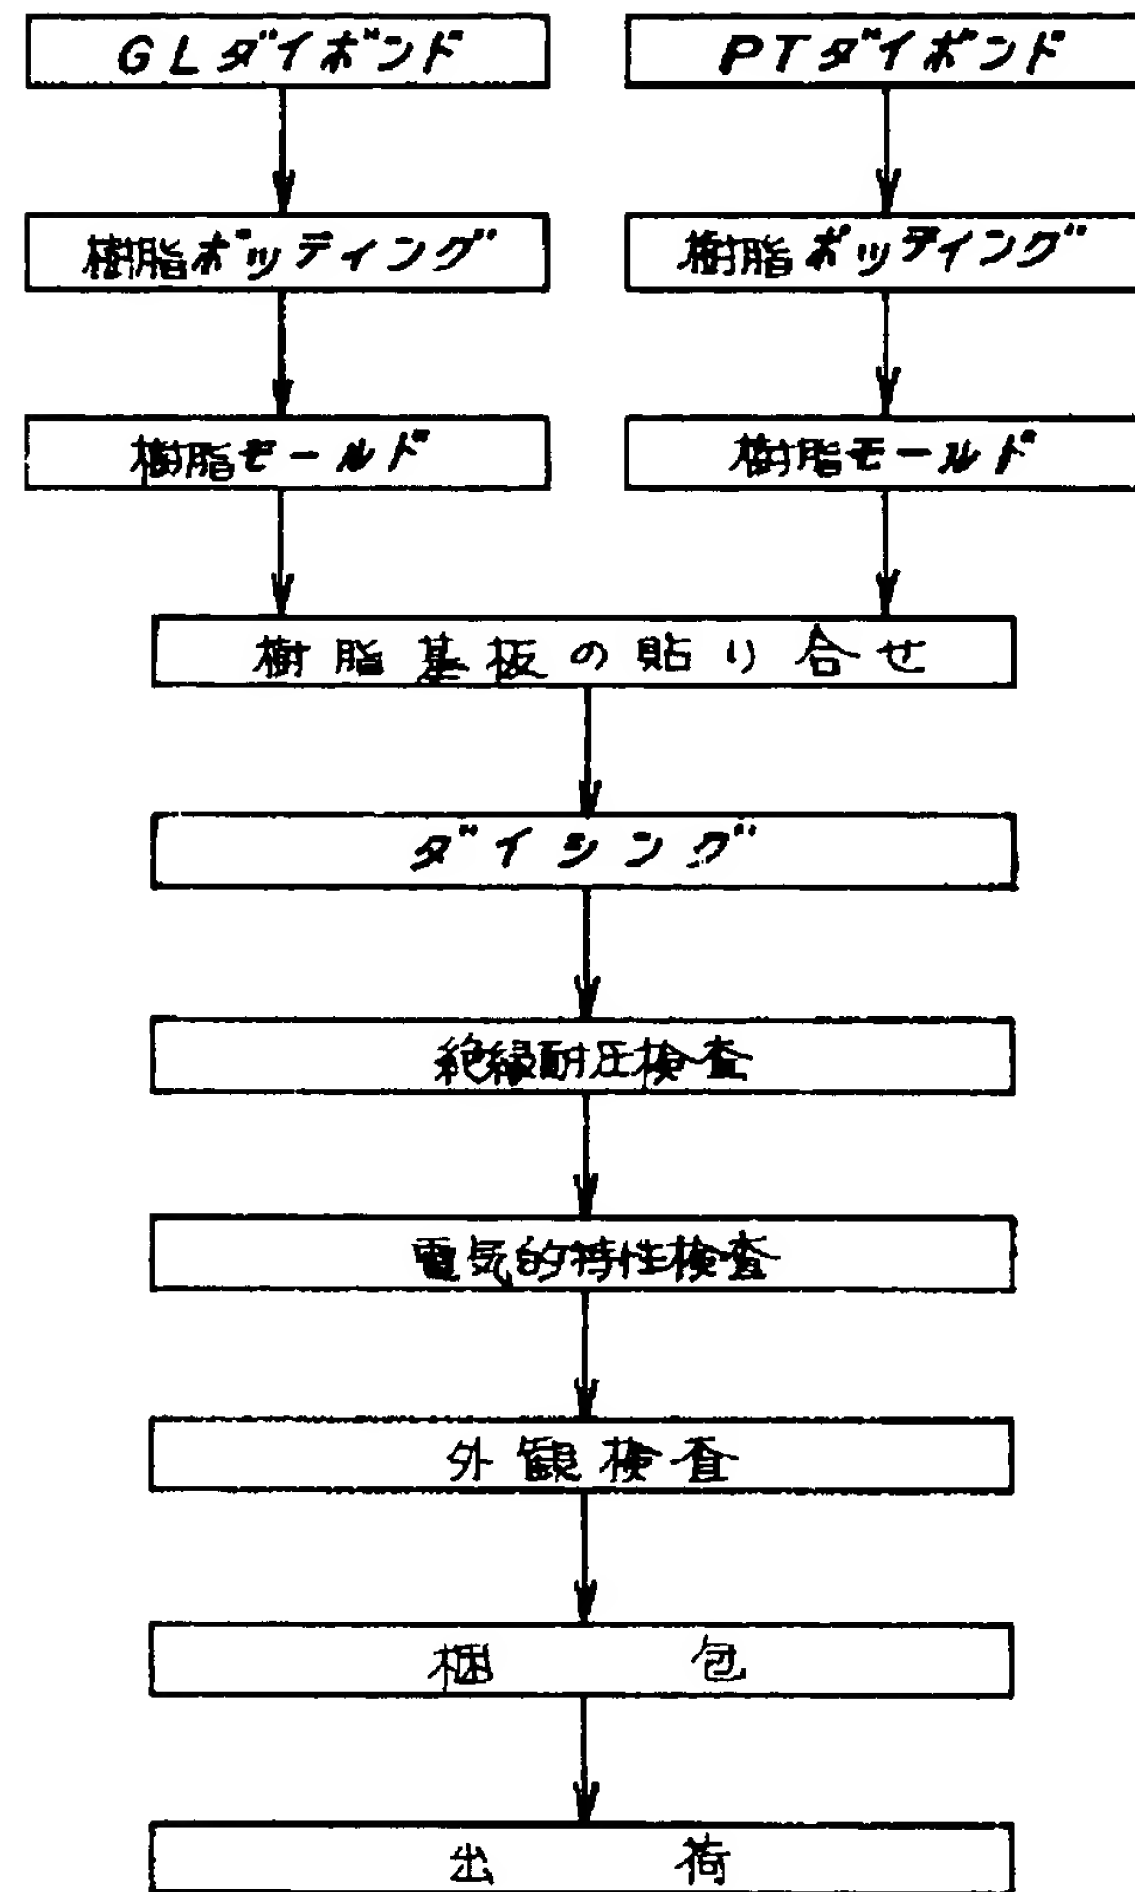 GLダイボンド
PTダイボンド
樹脂ポッティング
樹脂ポッティング
樹脂モールド
樹脂モールド
樹脂基板の貼り合せ
ダイシング
絶縁耐圧検査
電気的特性検査
外観検査
梱包
出荷